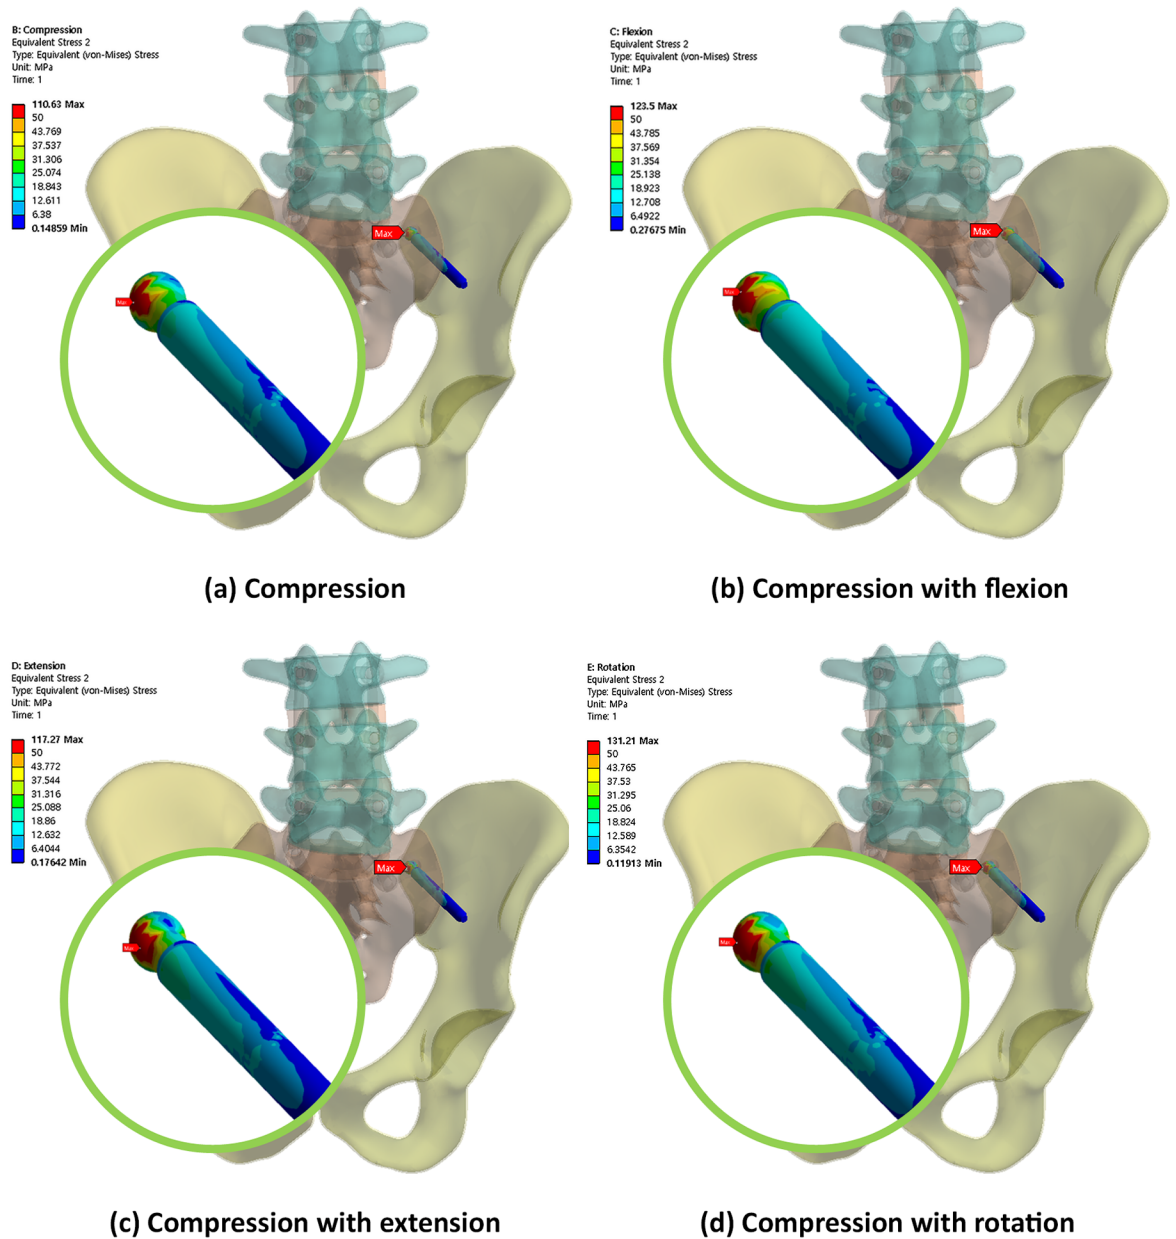 B: Compression
Equivalent Stress 2
Type: Equivalent (von-Mises) Stress
Unit: MPa
Time: 1
110.63 Max
50
43.769
37.537
31.306
25.074
18.843
12.611
6.38
0.14859 Min
Max
Max
(a) Compression
C: Flexion
Equivalent Stress 2
Type: Equivalent (von-Mises) Stress
Unit: MPa
Time: 1
123.5 Max
50
43.785
37.569
31.354
25.138
18.923
12.708
6.4922
0.27675 Min
Max
Max
(b) Compression with flexion
D: Extension
Equivalent Stress 2
Type: Equivalent (von-Mises) Stress
Unit: MPa
Time: 1
117.27 Max
50
43.772
37.544
31.316
25.088
18.86
12.632
6.4044
0.17642 Min
Max
Max
(c) Compression with extension
E: Rotation
Equivalent Stress 2
Type: Equivalent (von-Mises) Stress
Unit: MPa
Time: 1
131.21 Max
50
43.765
37.53
31.295
25.06
18.824
12.589
6.3542
0.11913 Min
Max
Max
(d) Compression with rotation